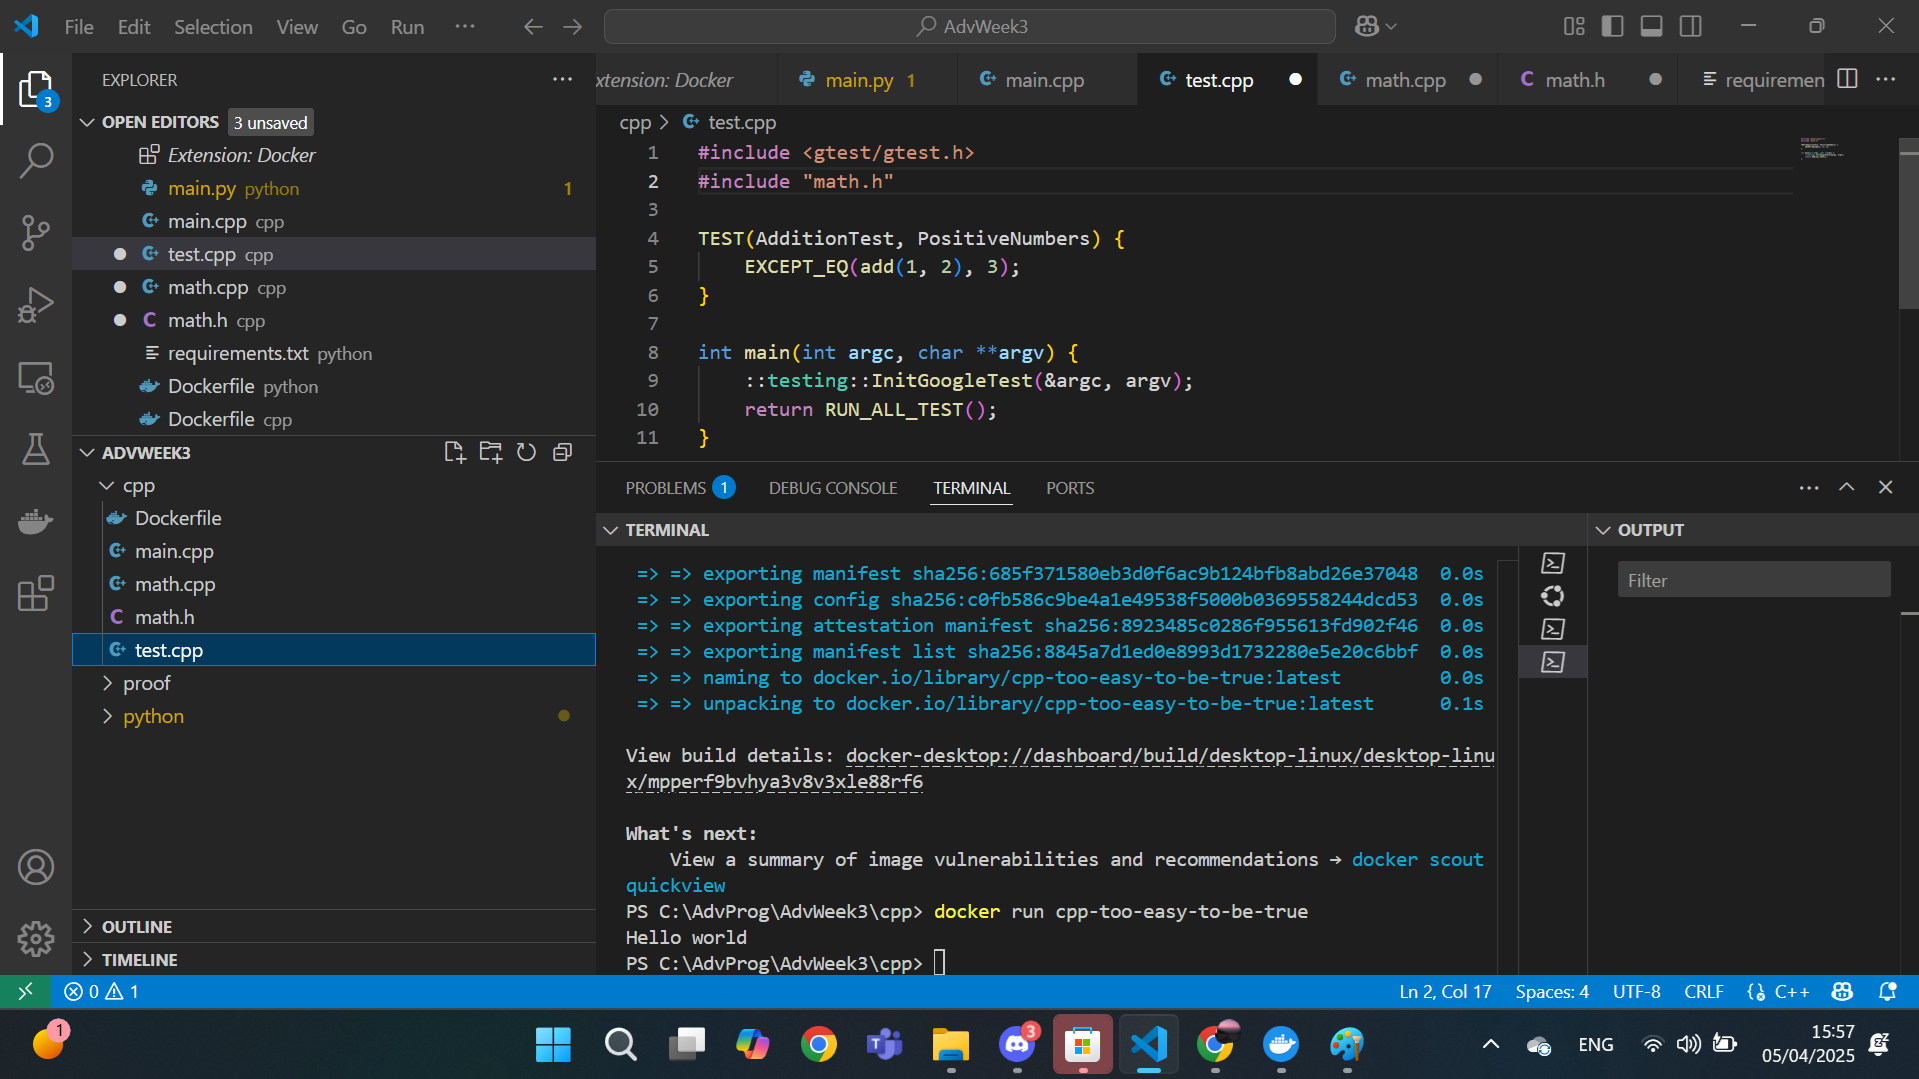 File Edit Selection View Go Run ···
AdvWeek3
EXPLORER
3
OPEN EDITORS 3 unsaved
Extension: Docker
main.py python 1
main.cpp cpp
test.cpp cpp
math.cpp cpp
math.h cpp
requirements.txt python
Dockerfile python
Dockerfile cpp
ADVWEEK3
cpp
Dockerfile
main.cpp
math.cpp
math.h
test.cpp
proof
python
OUTLINE
TIMELINE
xtension: Docker main.py 1 main.cpp test.cpp math.cpp math.h requiremen
cpp > test.cpp
1 #include <gtest/gtest.h>
2 #include "math.h"
3
4 TEST(AdditionTest, PositiveNumbers) {
5 EXCEPT_EQ(add(1, 2), 3);
6 }
7
8 int main(int argc, char **argv) {
9 ::testing::InitGoogleTest(&argc, argv);
10 return RUN_ALL_TEST();
11 }
PROBLEMS 1 DEBUG CONSOLE TERMINAL PORTS
TERMINAL
=> => exporting manifest sha256:685f371580eb3d0f6ac9b124bfb8abd26e37048 0.0s
=> => exporting config sha256:c0fb586c9be4a1e49538f5000b0369558244dcd53 0.0s
=> => exporting attestation manifest sha256:8923485c0286f955613fd902f46 0.0s
=> => exporting manifest list sha256:8845a7d1ed0e8993d1732280e5e20c6bbf 0.0s
=> => naming to docker.io/library/cpp-too-easy-to-be-true:latest 0.0s
=> => unpacking to docker.io/library/cpp-too-easy-to-be-true:latest 0.1s
View build details: docker-desktop://dashboard/build/desktop-linux/desktop-linu
x/mpperf9bvhya3v8v3xle88rf6
What's next:
View a summary of image vulnerabilities and recommendations → docker scout
quickview
PS C:\AdvProg\AdvWeek3\cpp> docker run cpp-too-easy-to-be-true
Hello world
PS C:\AdvProg\AdvWeek3\cpp>
OUTPUT
Filter
0 1 Ln 2, Col 17 Spaces: 4 UTF-8 CRLF C++
1 3 ENG 15:57
05/04/2025